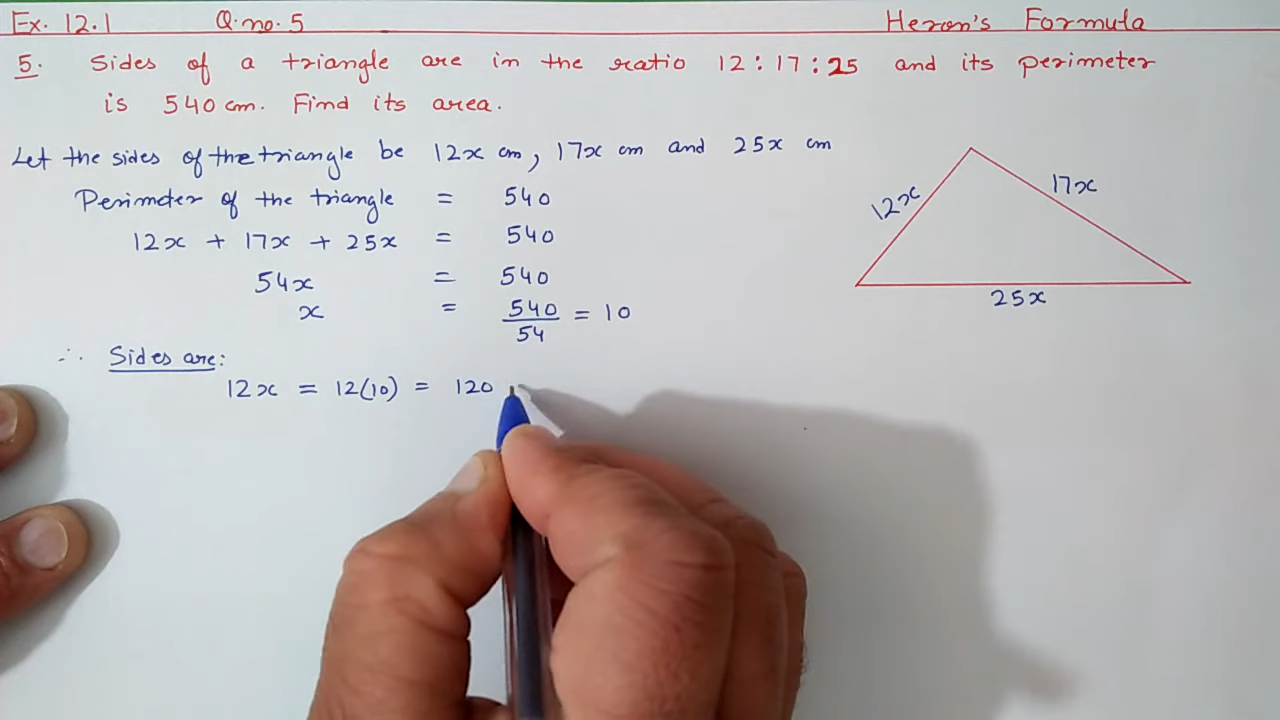 Ex. 12.1 Q.no.5 Heron's Formula
5. Sides of a triangle are in the ratio 12:17:25 and its perimeter
is 540 cm. Find its area.
Let the sides of the triangle be 12x cm, 17x cm and 25x cm
Perimeter of the triangle = 540
12x + 17x + 25x = 540
54x = 540
x = 540/54 = 10
∴ Sides are:
12x = 12(10) = 120
12x
17x
25x